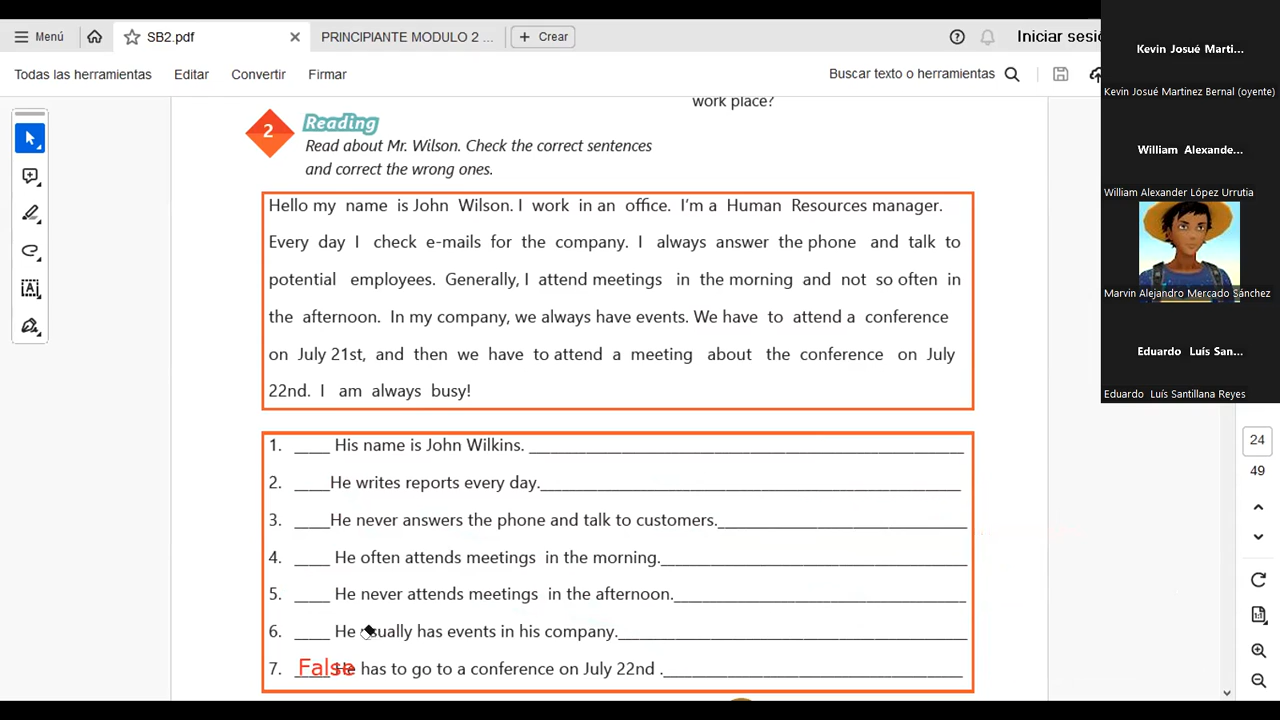 Menú
SB2.pdf
PRINCIPIANTE MODULO 2 ...
Crear
Iniciar sesió
Todas las herramientas
Editar
Convertir
Firmar
Buscar texto o herramientas
work place?
2
Reading
Read about Mr. Wilson. Check the correct sentences
and correct the wrong ones.
Hello my name is John Wilson. I work in an office. I'm a Human Resources manager.
Every day I check e-mails for the company. I always answer the phone and talk to
potential employees. Generally, I attend meetings in the morning and not so often in
the afternoon. In my company, we always have events. We have to attend a conference
on July 21st, and then we have to attend a meeting about the conference on July
22nd. I am always busy!
1. ____ His name is John Wilkins. ____
2. ____He writes reports every day.____
3. ____He never answers the phone and talk to customers.____
4. ____ He often attends meetings in the morning.____
5. ____ He never attends meetings in the afternoon.____
6. ____ He usually has events in his company.____
7. False He has to go to a conference on July 22nd .____
Kevin Josué Marti...
Kevin Josué Martinez Bernal (oyente)
William Alexande...
William Alexander López Urrutia
Marvin Alejandro Mercado Sánchez
Eduardo Luís San...
Eduardo Luís Santillana Reyes
24
49